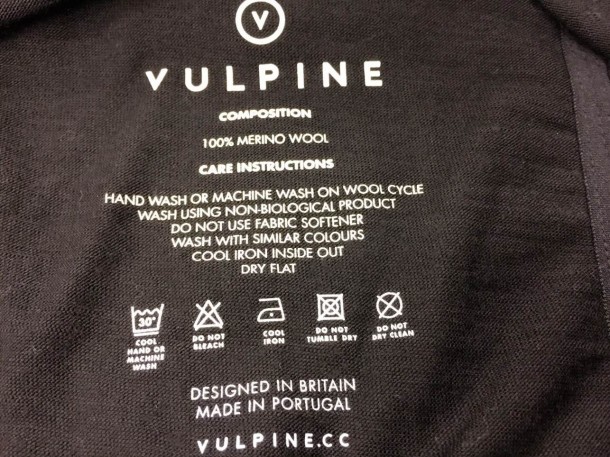 V
VULPINE
COMPOSITION
100% MERINO WOOL
CARE INSTRUCTIONS
HAND WASH OR MACHINE WASH ON WOOL CYCLE
WASH USING NON-BIOLOGICAL PRODUCT
DO NOT USE FABRIC SOFTENER
WASH WITH SIMILAR COLOURS
COOL IRON INSIDE OUT
DRY FLAT
30°
COOL
HAND OR
MACHINE
WASH
DO NOT
BLEACH
COOL
IRON
DO NOT
TUMBLE DRY
DO NOT
DRY CLEAN
DESIGNED IN BRITAIN
MADE IN PORTUGAL
VULPINE.CC